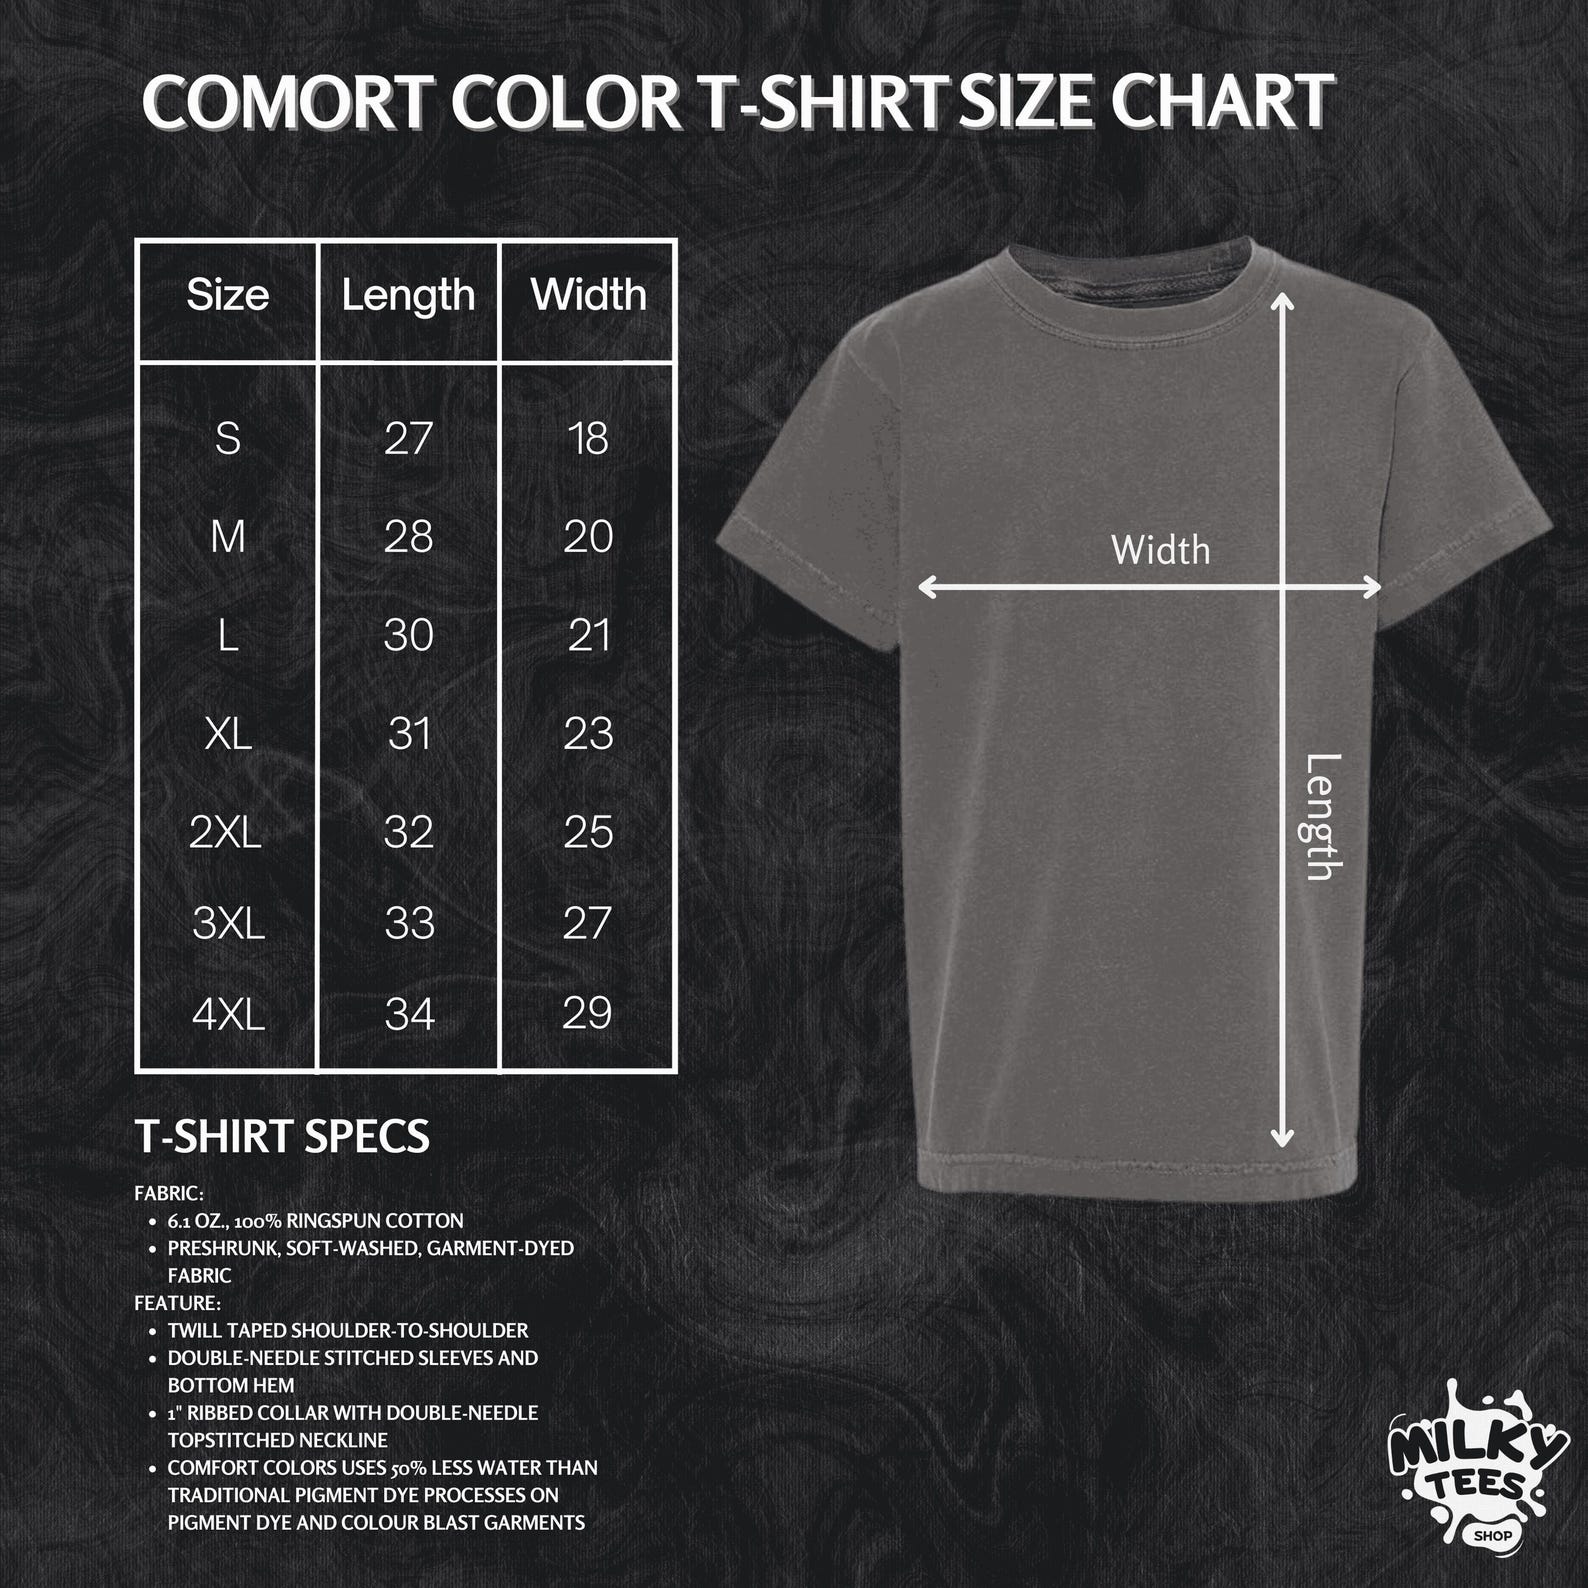 COMORT COLOR T-SHIRT SIZE CHART
Size Length Width
S 27 18
M 28 20
L 30 21
XL 31 23
2XL 32 25
3XL 33 27
4XL 34 29
Width
Length
T-SHIRT SPECS
FABRIC:
• 6.1 OZ., 100% RINGSPUN COTTON
• PRESHRUNK, SOFT-WASHED, GARMENT-DYED
FABRIC
FEATURE:
• TWILL TAPED SHOULDER-TO-SHOULDER
• DOUBLE-NEEDLE STITCHED SLEEVES AND
BOTTOM HEM
• 1" RIBBED COLLAR WITH DOUBLE-NEEDLE
TOPSTITCHED NECKLINE
• COMFORT COLORS USES 50% LESS WATER THAN
TRADITIONAL PIGMENT DYE PROCESSES ON
PIGMENT DYE AND COLOUR BLAST GARMENTS
MILKY
TEES
SHOP